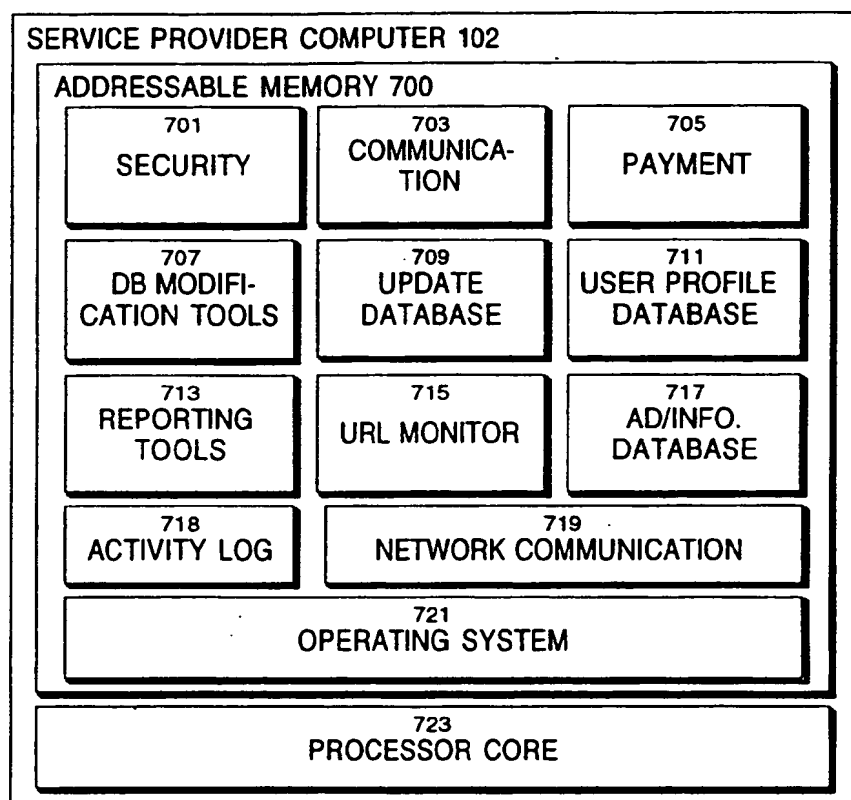 SERVICE PROVIDER COMPUTER 102
ADDRESSABLE MEMORY 700
701
SECURITY
703
COMMUNICA-
TION
705
PAYMENT
707
DB MODIFI-
CATION TOOLS
709
UPDATE
DATABASE
711
USER PROFILE
DATABASE
713
REPORTING
TOOLS
715
URL MONITOR
717
AD/INFO.
DATABASE
718
ACTIVITY LOG
719
NETWORK COMMUNICATION
721
OPERATING SYSTEM
723
PROCESSOR CORE